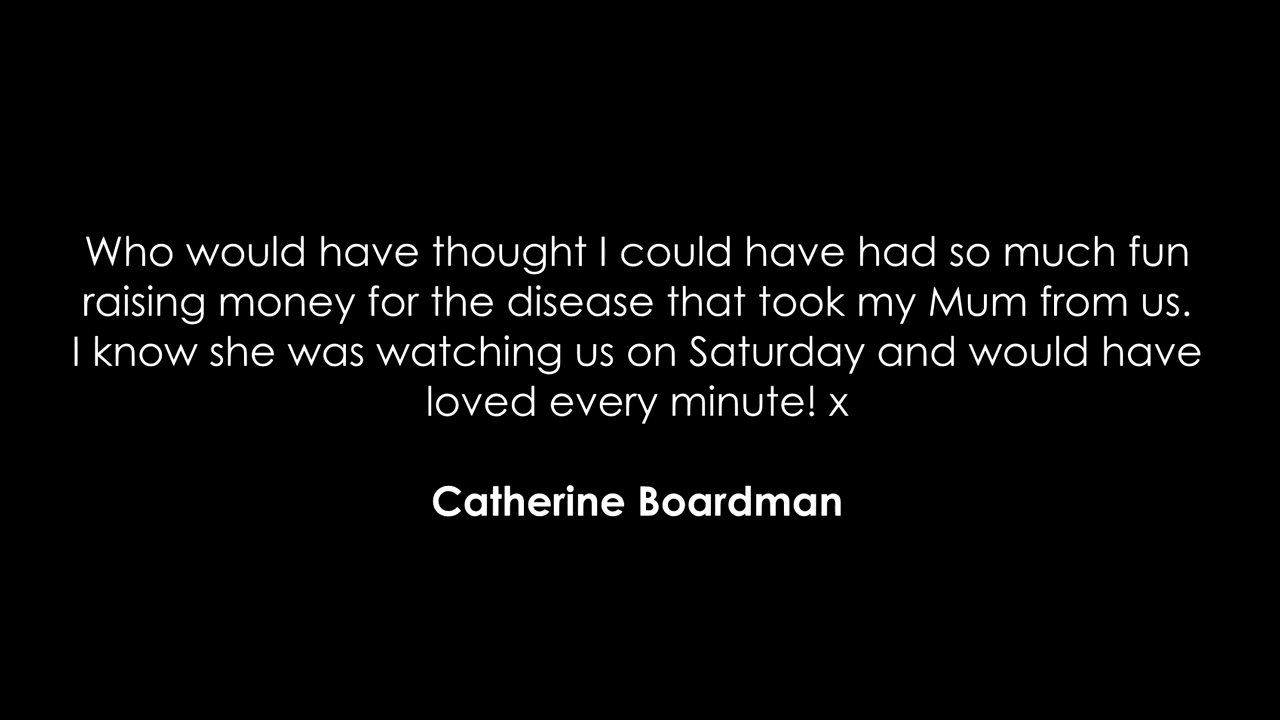 Who would have thought I could have had so much fun
raising money for the disease that took my Mum from us.
I know she was watching us on Saturday and would have
loved every minute! x
Catherine Boardman